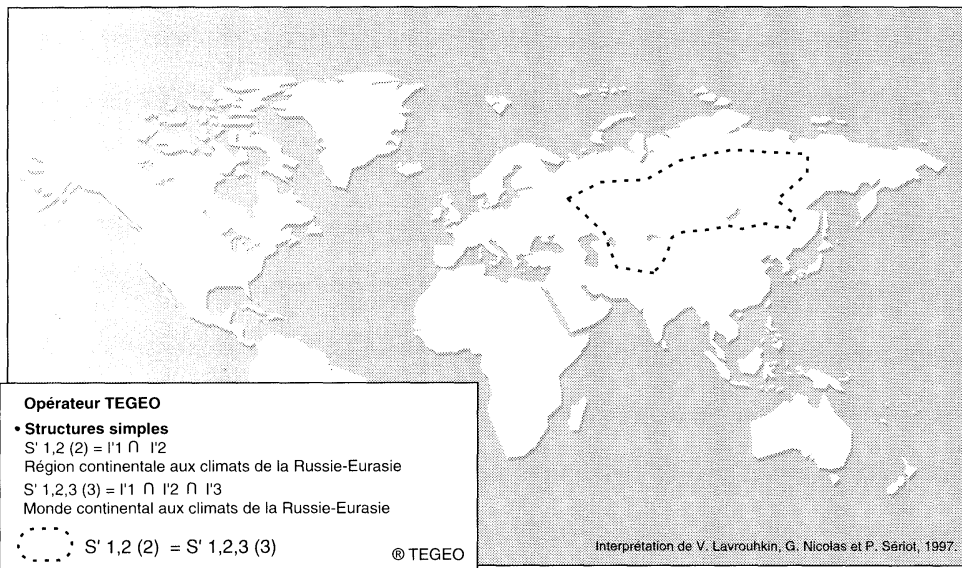 Opérateur TEGEO
• Structures simples
S' 1,2 (2) = I'1 ∩ I'2
Région continentale aux climats de la Russie-Eurasie
S' 1,2,3 (3) = I'1 ∩ I'2 ∩ I'3
Monde continental aux climats de la Russie-Eurasie
S' 1,2 (2) = S' 1,2,3 (3)
® TEGEO
Interprétation de V. Lavrouhkin, G. Nicolas et P. Sériot, 1997.